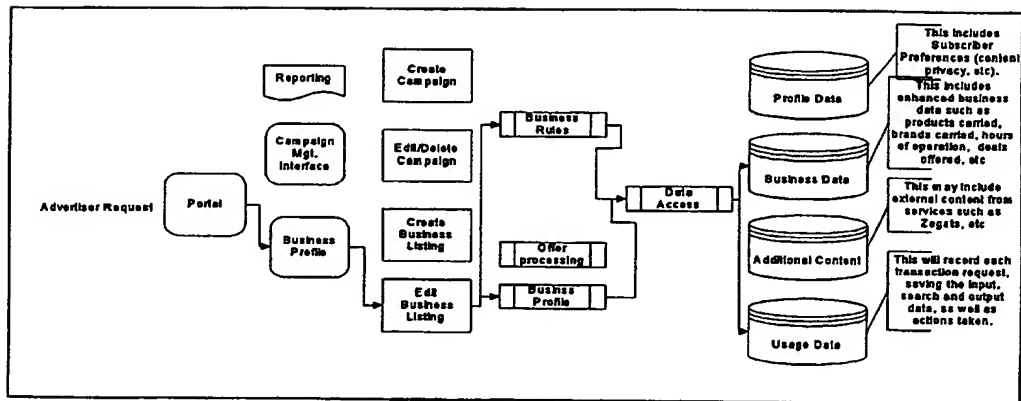 Advertiser Request
Portal
Reporting
Campaign
Mgt.
Interface
Business
Profile
Create
Campaign
Edit/Delete
Campaign
Create
Business
Listing
Edit
Business
Listing
Business
Rules
Offer
processing
Businss
Profile
Data
Access
Profile Data
Business Data
Additional Content
Usage Data
This includes
Subscriber
Preferences (content
privacy, etc).
This includes
enhanced business
data such as
products carried,
brands carried, hours
of operation, deals
offered, etc
This may include
external content from
services such as
Zegats, etc
This will record each
transaction request,
saving the input,
search and output
data, as well as
actions taken.